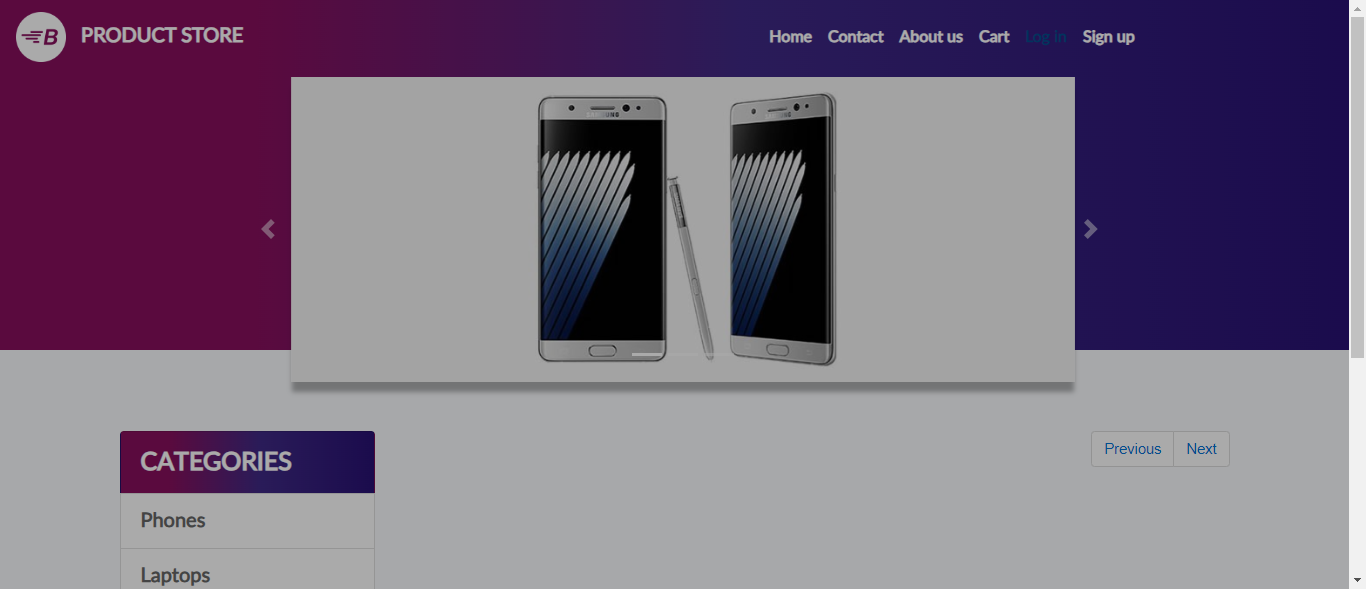 B PRODUCT STORE
Home Contact About us Cart Log in Sign up
SAMSUNG SAMSUNG
CATEGORIES
Previous Next
Phones
Laptops